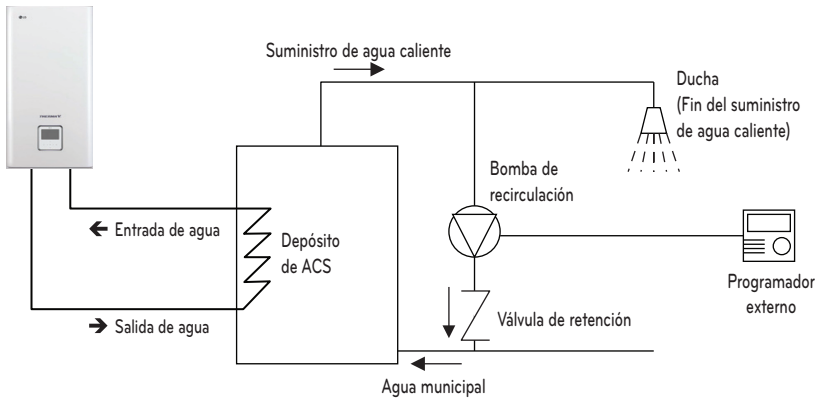 LG
Suministro de agua caliente
Ducha
(Fin del suministro
de agua caliente)
Bomba de
recirculación
Entrada de agua
Depósito
de ACS
Programador
externo
Salida de agua
Válvula de retención
Agua municipal